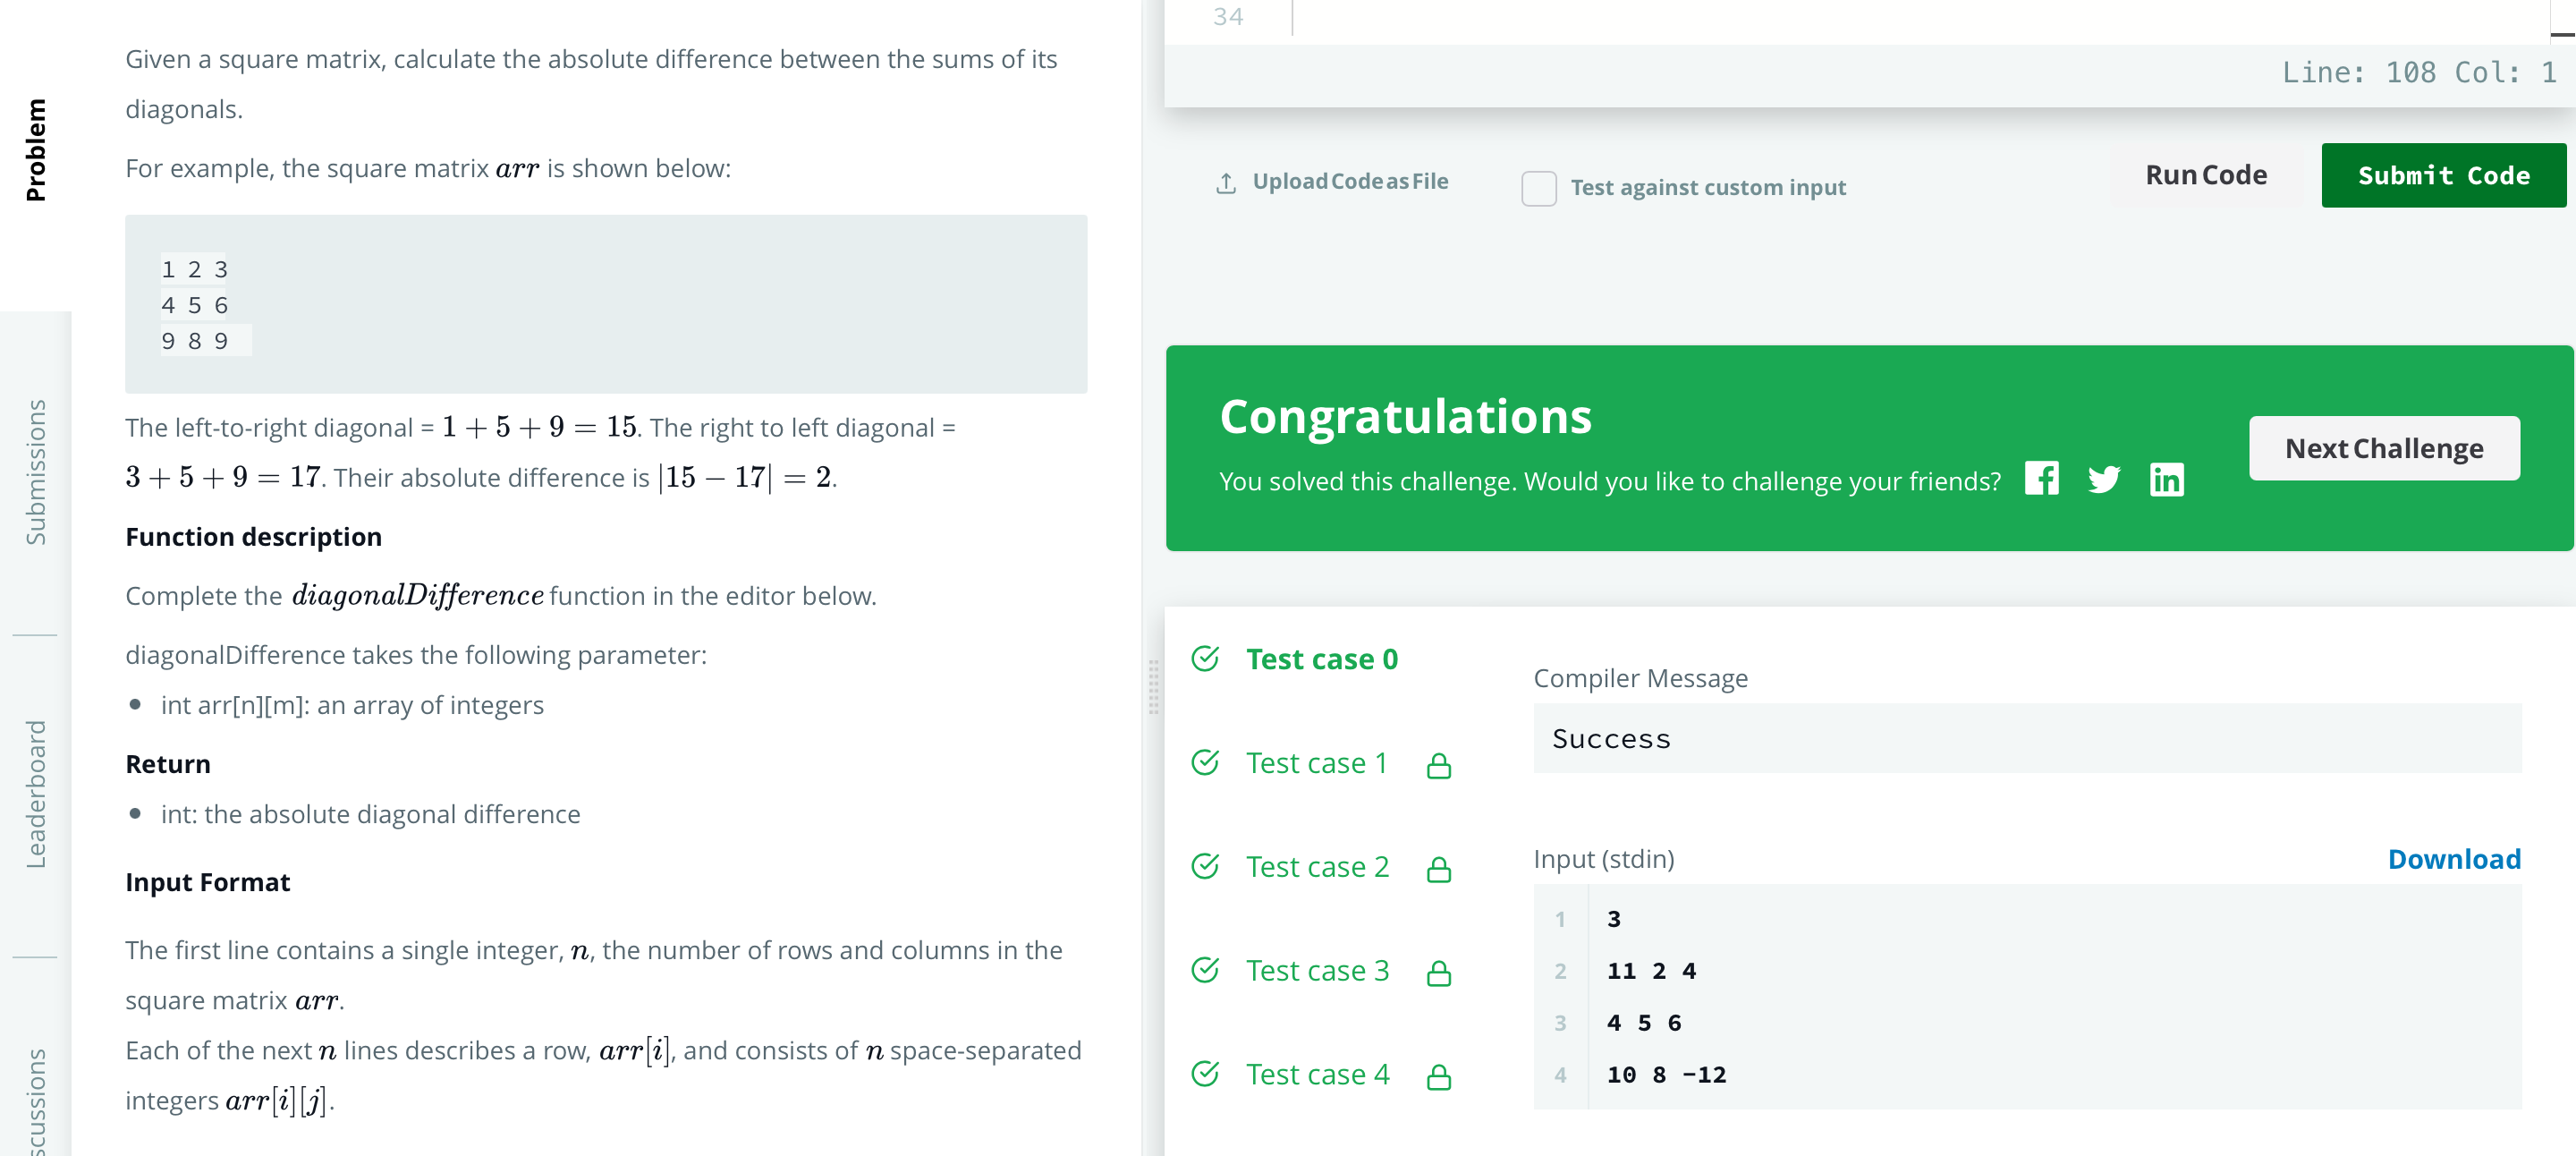 Problem
Submissions
Leaderboard
scussions
Given a square matrix, calculate the absolute difference between the sums of its
diagonals.
For example, the square matrix arr is shown below:
1 2 3
4 5 6
9 8 9
The left-to-right diagonal = 1 + 5 + 9 = 15. The right to left diagonal =
3 + 5 + 9 = 17. Their absolute difference is |15 − 17| = 2.
Function description
Complete the diagonalDifference function in the editor below.
diagonalDifference takes the following parameter:
• int arr[n][m]: an array of integers
Return
• int: the absolute diagonal difference
Input Format
The first line contains a single integer, n, the number of rows and columns in the
square matrix arr.
Each of the next n lines describes a row, arr[i], and consists of n space-separated
integers arr[i][j].
34
Line: 108 Col: 1
Upload Code as File
Test against custom input
Run Code
Submit Code
Congratulations
You solved this challenge. Would you like to challenge your friends?
Next Challenge
Test case 0
Test case 1
Test case 2
Test case 3
Test case 4
Compiler Message
Success
Input (stdin)
Download
1 3
2 11 2 4
3 4 5 6
4 10 8 -12